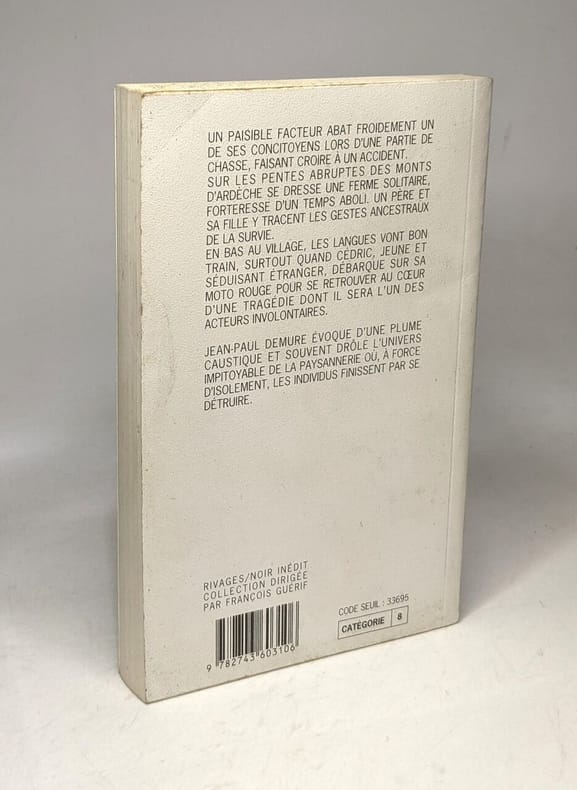 UN PAISIBLE FACTEUR ABAT FROIDEMENT UN
DE SES CONCITOYENS LORS D'UNE PARTIE DE
CHASSE, FAISANT CROIRE À UN ACCIDENT.
SUR LES PENTES ABRUPTES DES MONTS
D'ARDÈCHE SE DRESSE UNE FERME SOLITAIRE,
FORTERESSE D'UN TEMPS ABOLI. UN PÈRE ET
SA FILLE Y TRACENT LES GESTES ANCESTRAUX
DE LA SURVIE.
EN BAS AU VILLAGE, LES LANGUES VONT BON
TRAIN, SURTOUT QUAND CÉDRIC, JEUNE ET
SÉDUISANT ÉTRANGER, DÉBARQUE SUR SA
MOTO ROUGE POUR SE RETROUVER AU CŒUR
D'UNE TRAGÉDIE DONT IL SERA L'UN DES
ACTEURS INVOLONTAIRES.
JEAN-PAUL DEMURE ÉVOQUE D'UNE PLUME
CAUSTIQUE ET SOUVENT DRÔLE L'UNIVERS
IMPITOYABLE DE LA PAYSANNERIE OÙ, À FORCE
D'ISOLEMENT, LES INDIVIDUS FINISSENT PAR SE
DÉTRUIRE.
RIVAGES/NOIR INÉDIT
COLLECTION DIRIGÉE
PAR FRANÇOIS GUÉRIF
9 782743 603106
CODE SEUIL : 33695
CATÉGORIE 8